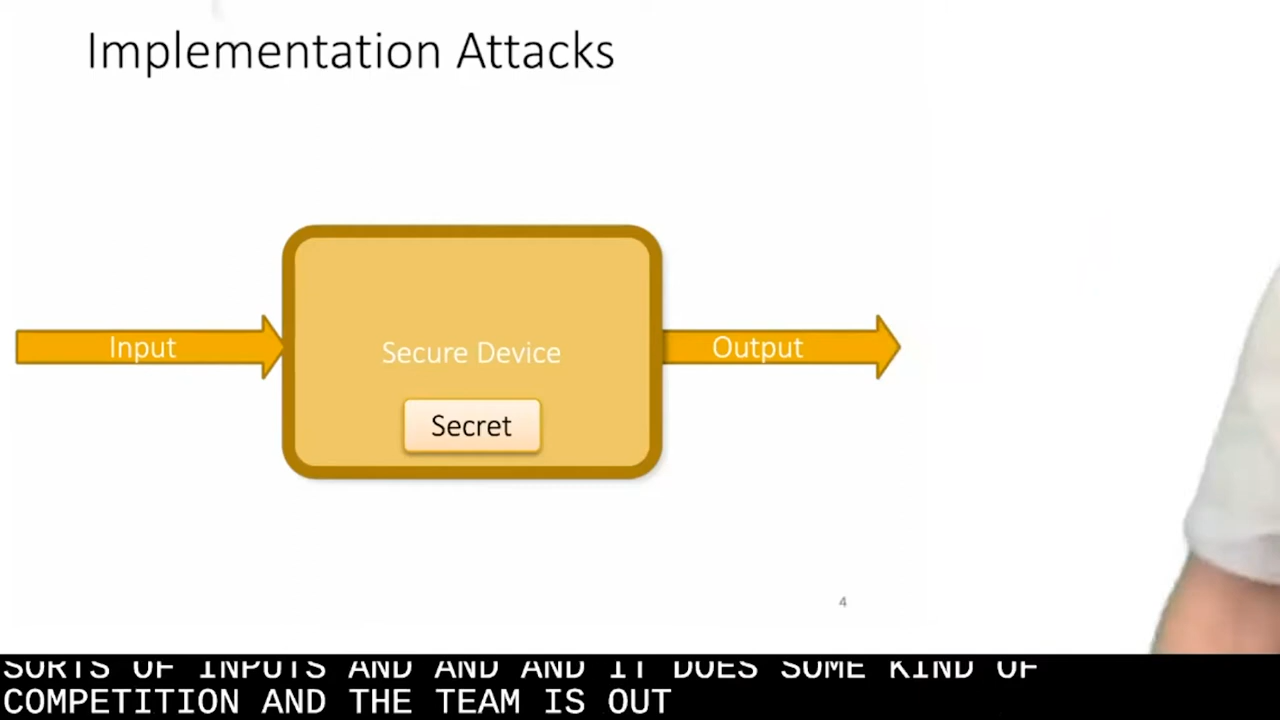 Implementation Attacks
Input
Secure Device
Output
Secret
4
SORTS OF INPUTS AND AND AND IT DOES SOME KIND OF
COMPETITION AND THE TEAM IS OUT